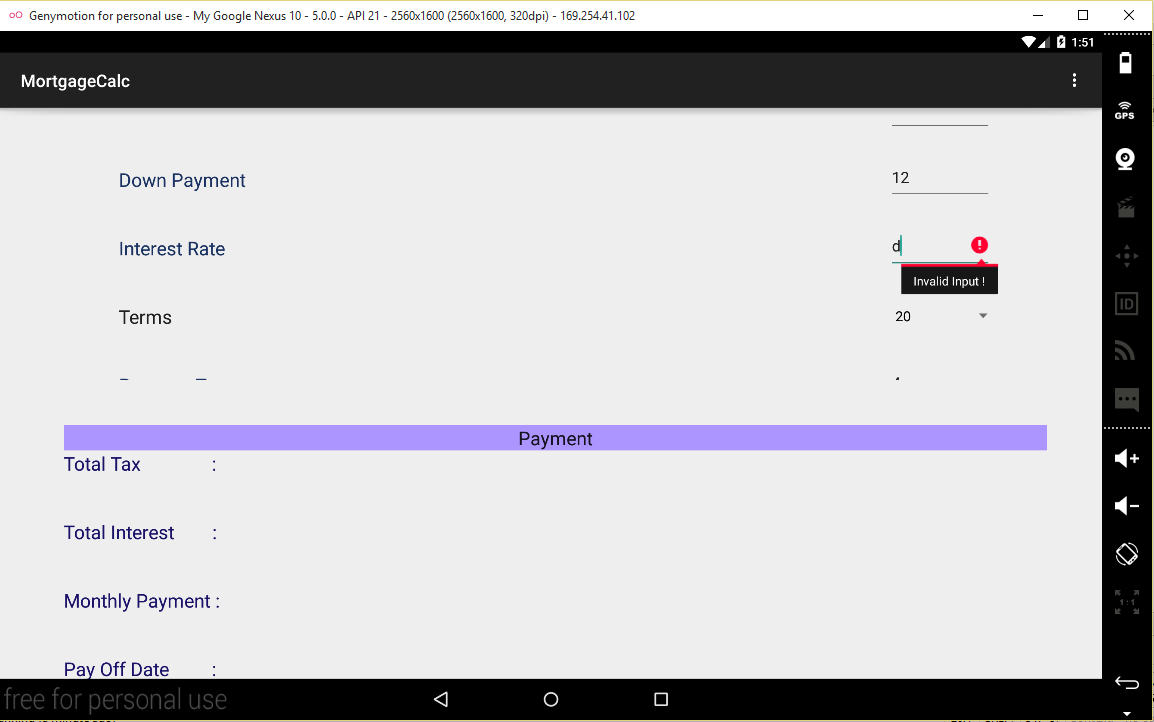 Genymotion for personal use - My Google Nexus 10 - 5.0.0 - API 21 - 2560x1600 (2560x1600, 320dpi) - 169.254.41.102
1:51
MortgageCalc
GPS
Down Payment 12
Interest Rate d
Invalid Input !
ID
Terms 20
Payment
Total Tax :
Total Interest :
Monthly Payment :
1:1
Pay Off Date :
free for personal use